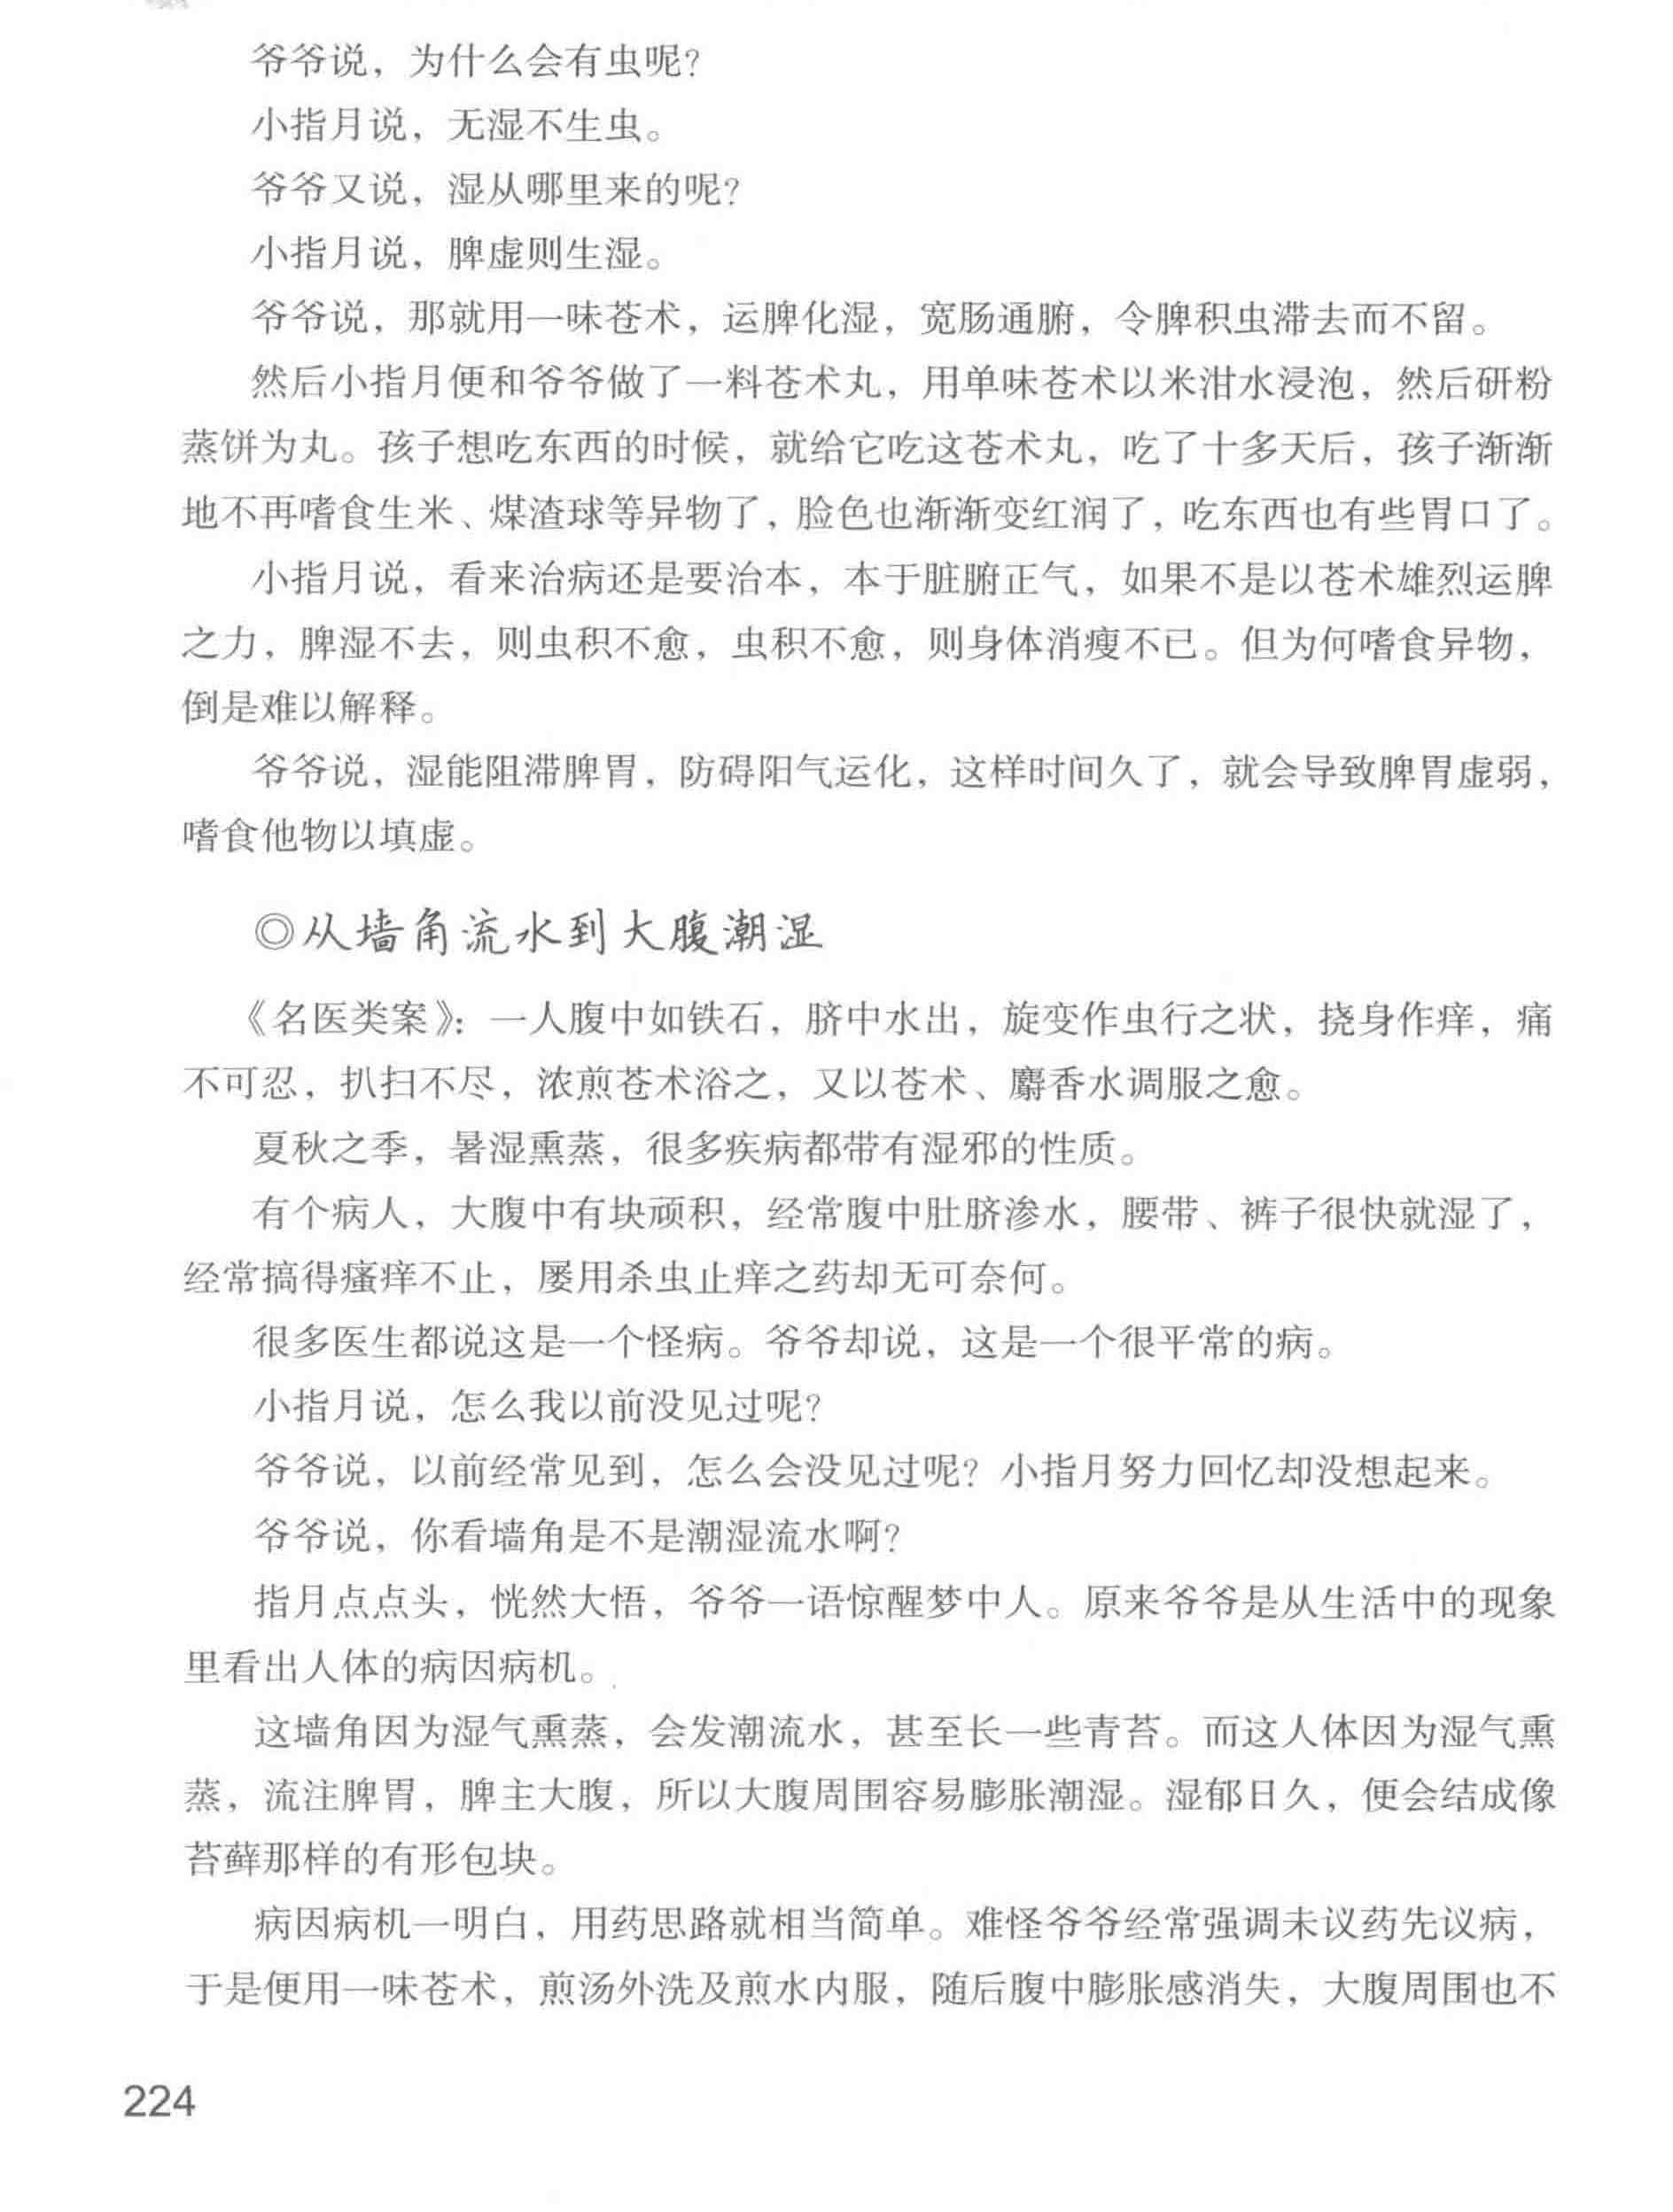 爷爷说，为什么会有虫呢？
小指月说，无湿不生虫。
爷爷又说，湿从哪里来的呢？
小指月说，脾虚则生湿。
爷爷说，那就用一味苍术，运脾化湿，宽肠通腑，令脾积虫滞去而不留。
然后小指月便和爷爷做了一料苍术丸，用单味苍术以米泔水浸泡，然后研粉
蒸饼为丸。孩子想吃东西的时候，就给它吃这苍术丸，吃了十多天后，孩子渐渐
地不再嗜食生米、煤渣球等异物了，脸色也渐渐变红润了，吃东西也有些胃口了。
小指月说，看来治病还是要治本，本于脏腑正气，如果不是以苍术雄烈运脾
之力，脾湿不去，则虫积不愈，虫积不愈，则身体消瘦不已。但为何嗜食异物，
倒是难以解释。
爷爷说，湿能阻滞脾胃，防碍阳气运化，这样时间久了，就会导致脾胃虚弱，
嗜食他物以填虚。
◎从墙角流水到大腹潮湿
《名医类案》：一人腹中如铁石，脐中水出，旋变作虫行之状，挠身作痒，痛
不可忍，扒扫不尽，浓煎苍术浴之，又以苍术、麝香水调服之愈。
夏秋之季，暑湿熏蒸，很多疾病都带有湿邪的性质。
有个病人，大腹中有块顽积，经常腹中肚脐渗水，腰带、裤子很快就湿了，
经常搞得瘙痒不止，屡用杀虫止痒之药却无可奈何。
很多医生都说这是一个怪病。爷爷却说，这是一个很平常的病。
小指月说，怎么我以前没见过呢？
爷爷说，以前经常见到，怎么会没见过呢？小指月努力回忆却没想起来。
爷爷说，你看墙角是不是潮湿流水啊？
指月点点头，恍然大悟，爷爷一语惊醒梦中人。原来爷爷是从生活中的现象
里看出人体的病因病机。
这墙角因为湿气熏蒸，会发潮流水，甚至长一些青苔。而这人体因为湿气熏
蒸，流注脾胃，脾主大腹，所以大腹周围容易膨胀潮湿。湿郁日久，便会结成像
苔藓那样的有形包块。
病因病机一明白，用药思路就相当简单。难怪爷爷经常强调未议药先议病，
于是便用一味苍术，煎汤外洗及煎水内服，随后腹中膨胀感消失，大腹周围也不
224